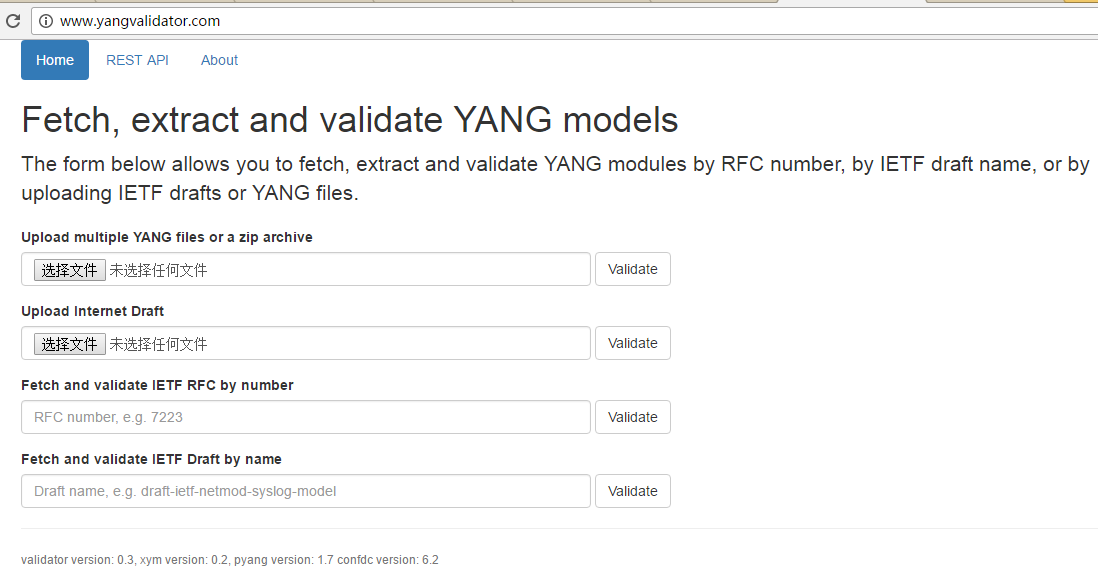 www.yangvalidator.com
Home REST API About
Fetch, extract and validate YANG models
The form below allows you to fetch, extract and validate YANG modules by RFC number, by IETF draft name, or by
uploading IETF drafts or YANG files.
Upload multiple YANG files or a zip archive
选择文件 未选择任何文件 Validate
Upload Internet Draft
选择文件 未选择任何文件 Validate
Fetch and validate IETF RFC by number
RFC number, e.g. 7223 Validate
Fetch and validate IETF Draft by name
Draft name, e.g. draft-ietf-netmod-syslog-model Validate
validator version: 0.3, xym version: 0.2, pyang version: 1.7 confdc version: 6.2